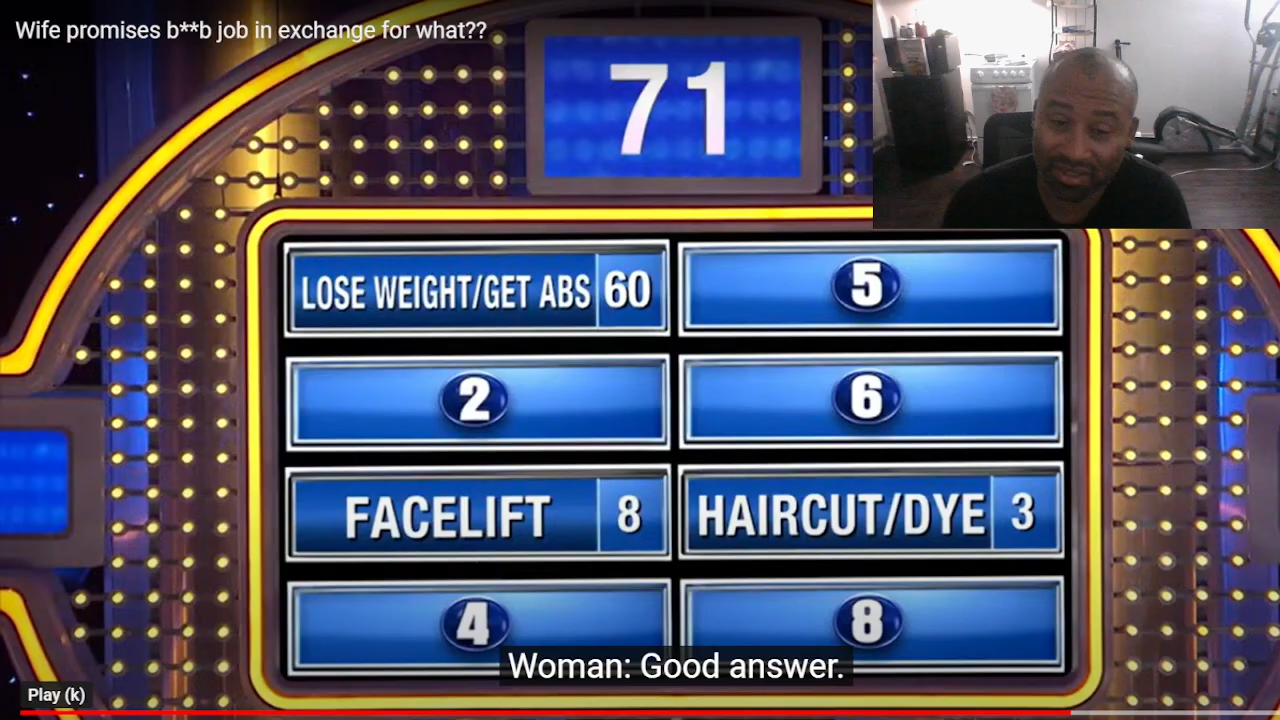 Wife promises b**b job in exchange for what??
71
LOSE WEIGHT/GET ABS 60
5
2
6
FACELIFT 8
HAIRCUT/DYE 3
4
8
Woman: Good answer.
Play (k)